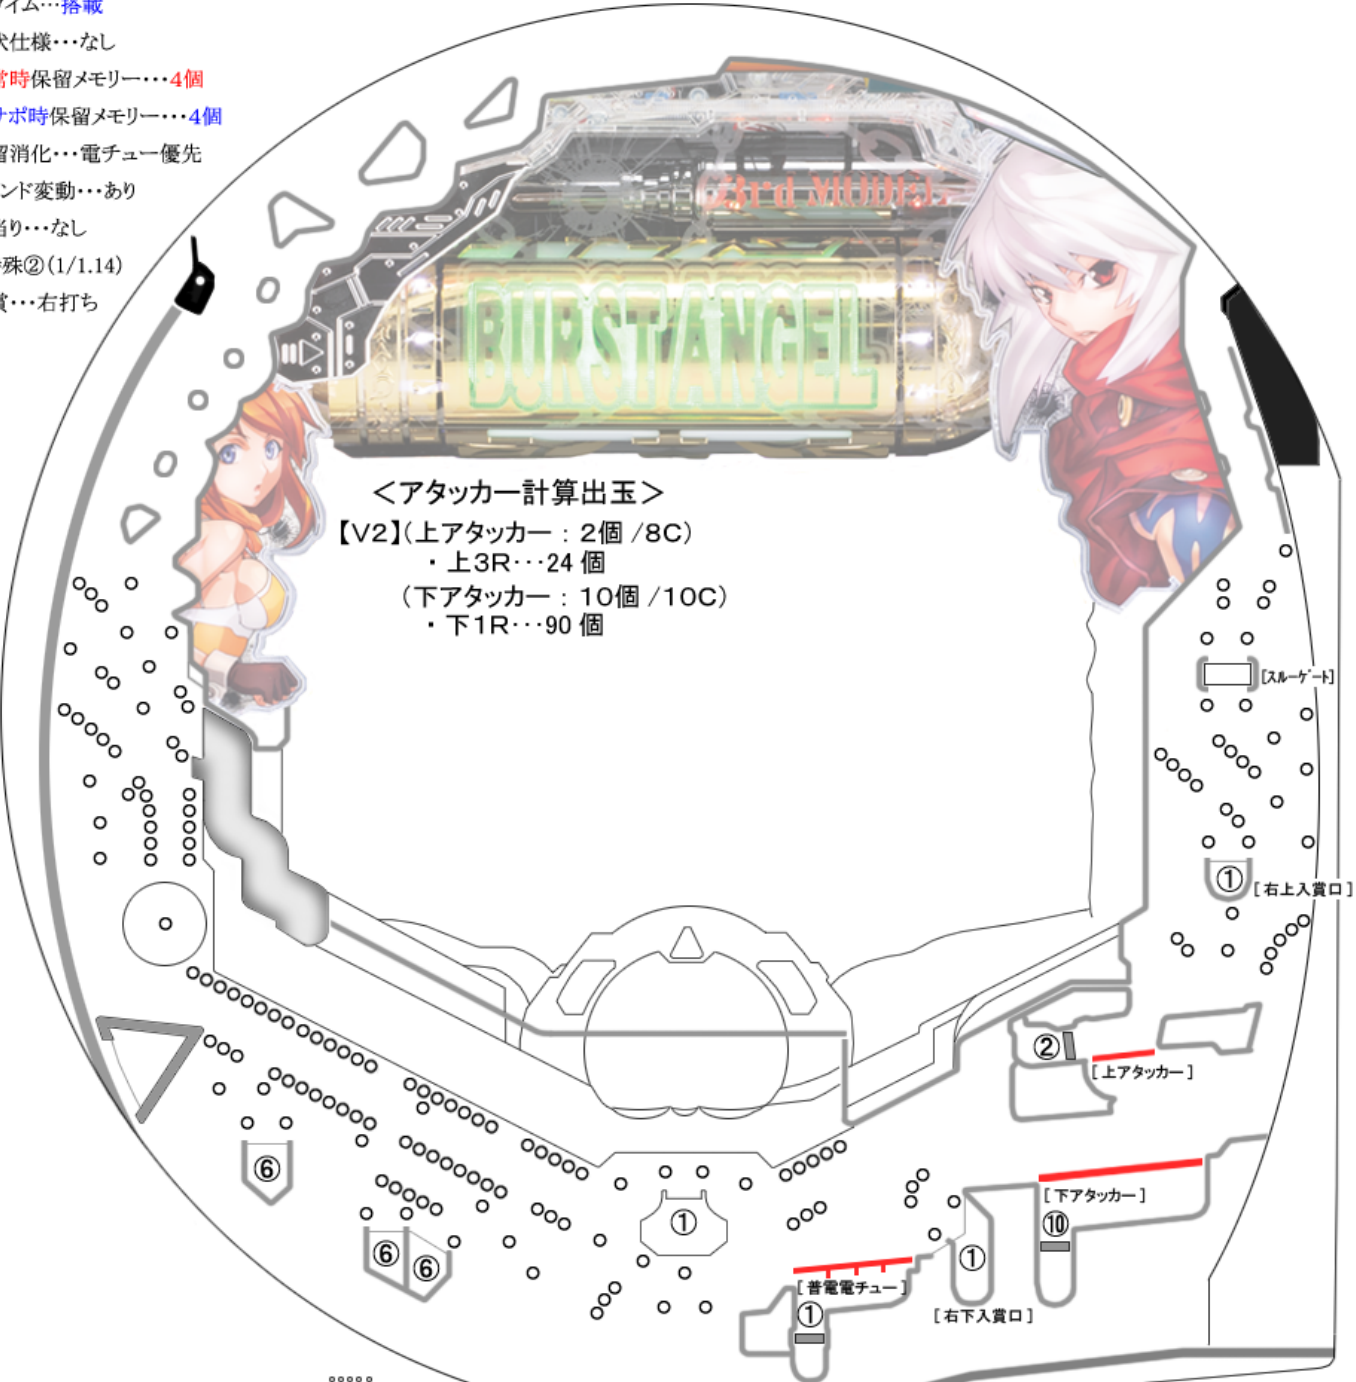 イム…搭載
仕様…なし
常時保留メモリー…4個
ナポ時保留メモリー…4個
留消化…電チュー優先
ンド変動…あり
当り…なし
殊②(1/1.14)
賞…右打ち
3rd MODEL
BURST ANGEL
＜アタッカー計算出玉＞
【V2】(上アタッカー：2個/8C)
・上3R…24個
(下アタッカー：10個/10C)
・下1R…90個
[スルーゲート]
①
[右上入賞口]
②
[上アタッカー]
⑥
[下アタッカー]
⑩
①
⑥
⑥
①
[普電電チュー]
①
[右下入賞口]